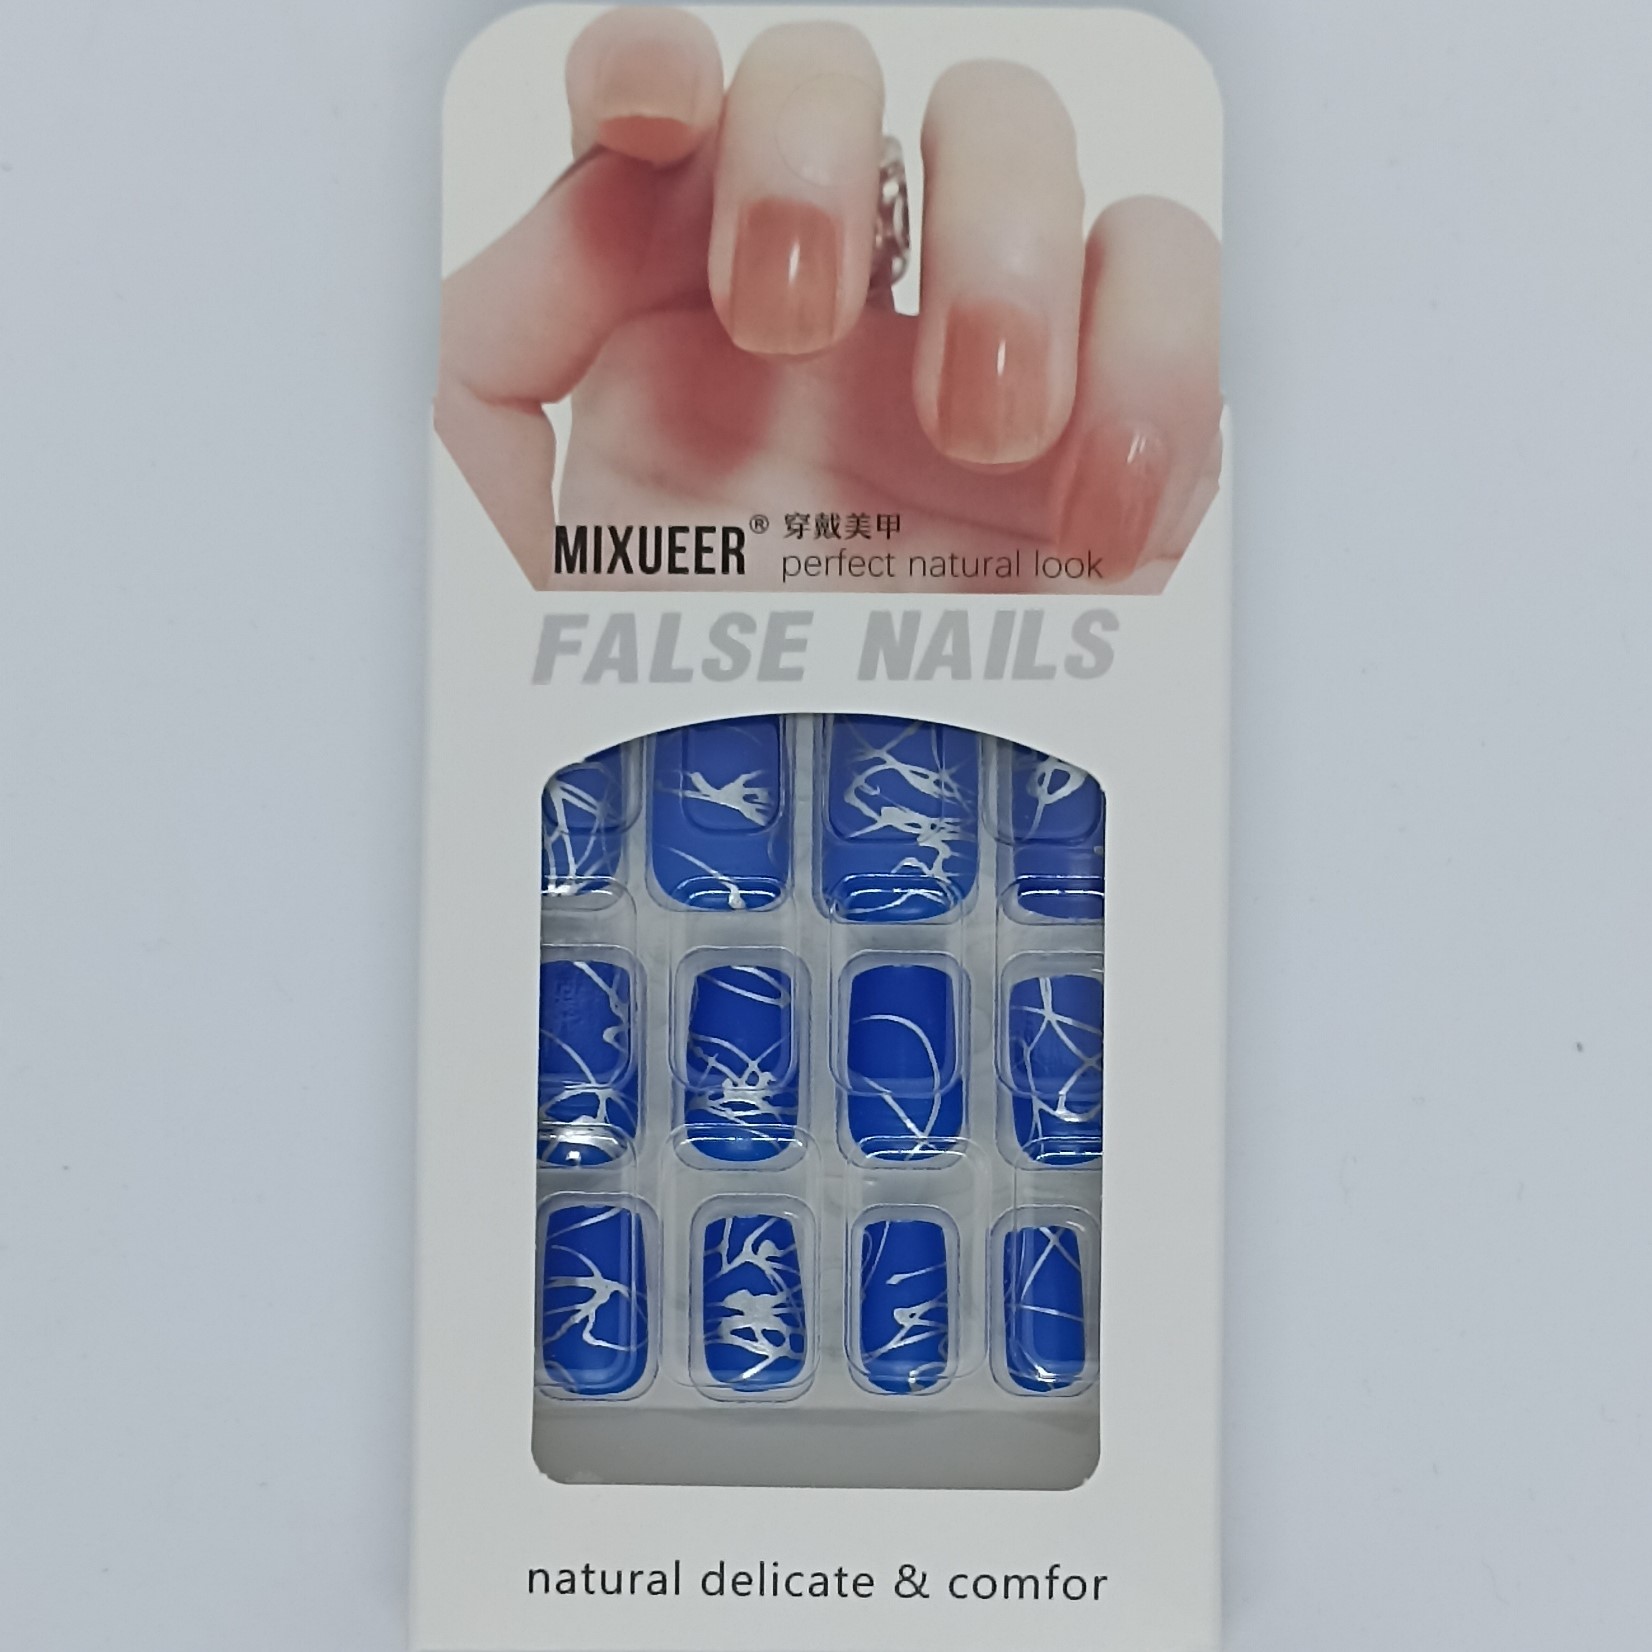 MIXUEER® 穿戴美甲
perfect natural look
FALSE NAILS
natural delicate & comfor